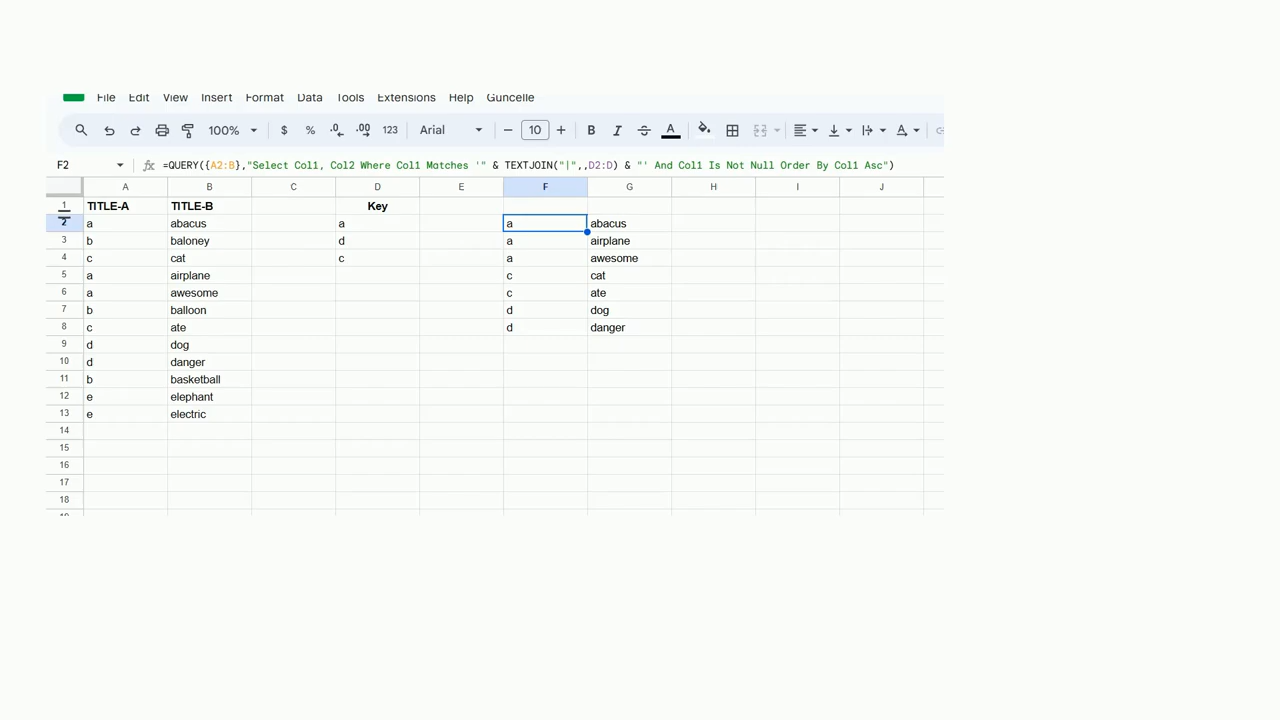 File Edit View Insert Format Data Tools Extensions Help Guncelle
100% $ % .0 .00 123 Arial 10 B I S A A
F2 fx =QUERY({A2:B},"Select Col1, Col2 Where Col1 Matches '" & TEXTJOIN("|",,D2:D) & "' And Col1 Is Not Null Order By Col1 Asc")
A B C D E F G H I J
1 TITLE-A TITLE-B Key
2 a abacus a a abacus
3 b baloney d a airplane
4 c cat c a awesome
5 a airplane c cat
6 a awesome c ate
7 b balloon d dog
8 c ate d danger
9 d dog
10 d danger
11 b basketball
12 e elephant
13 e electric
14
15
16
17
18